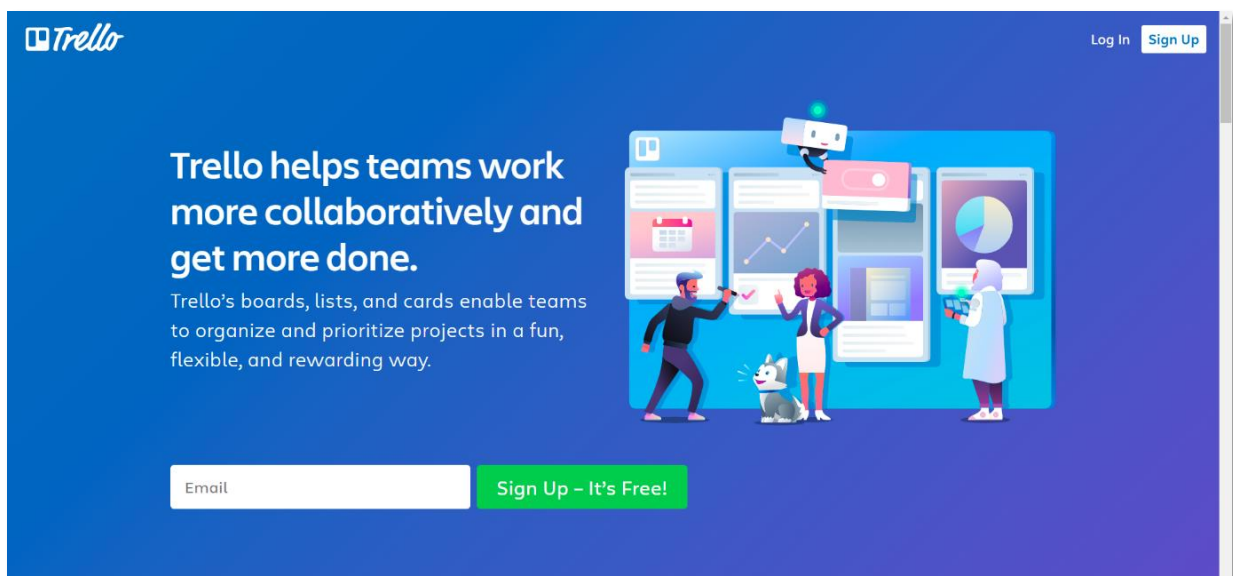 Trello
Log In
Sign Up
Trello helps teams work
more collaboratively and
get more done.
Trello’s boards, lists, and cards enable teams
to organize and prioritize projects in a fun,
flexible, and rewarding way.
Email
Sign Up – It’s Free!